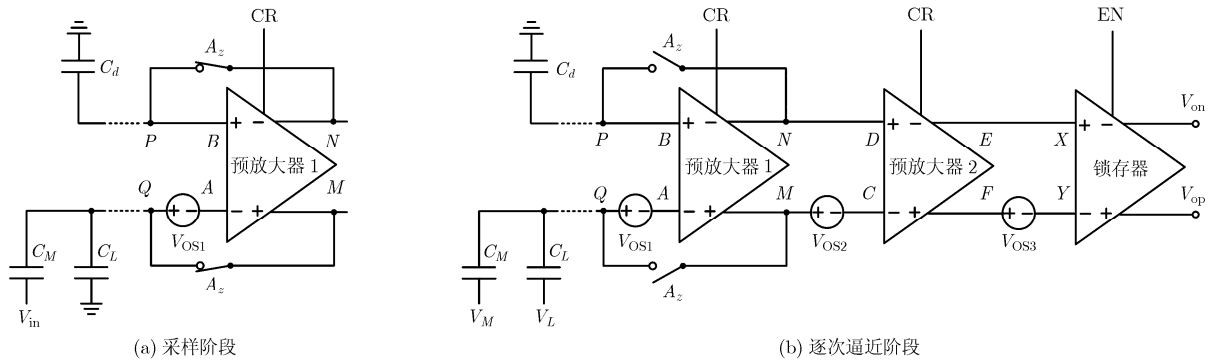 CR
A_z
C_d
P
B
N
预放大器 1
Q
A
M
V_OS1
C_M
C_L
A_z
V_in
(a) 采样阶段
CR
CR
EN
A_z
C_d
P
B
N
D
E
X
V_on
预放大器 1
预放大器 2
锁存器
Q
A
M
C
F
Y
V_op
V_OS1
V_OS2
V_OS3
C_M
C_L
A_z
V_M
V_L
(b) 逐次逼近阶段